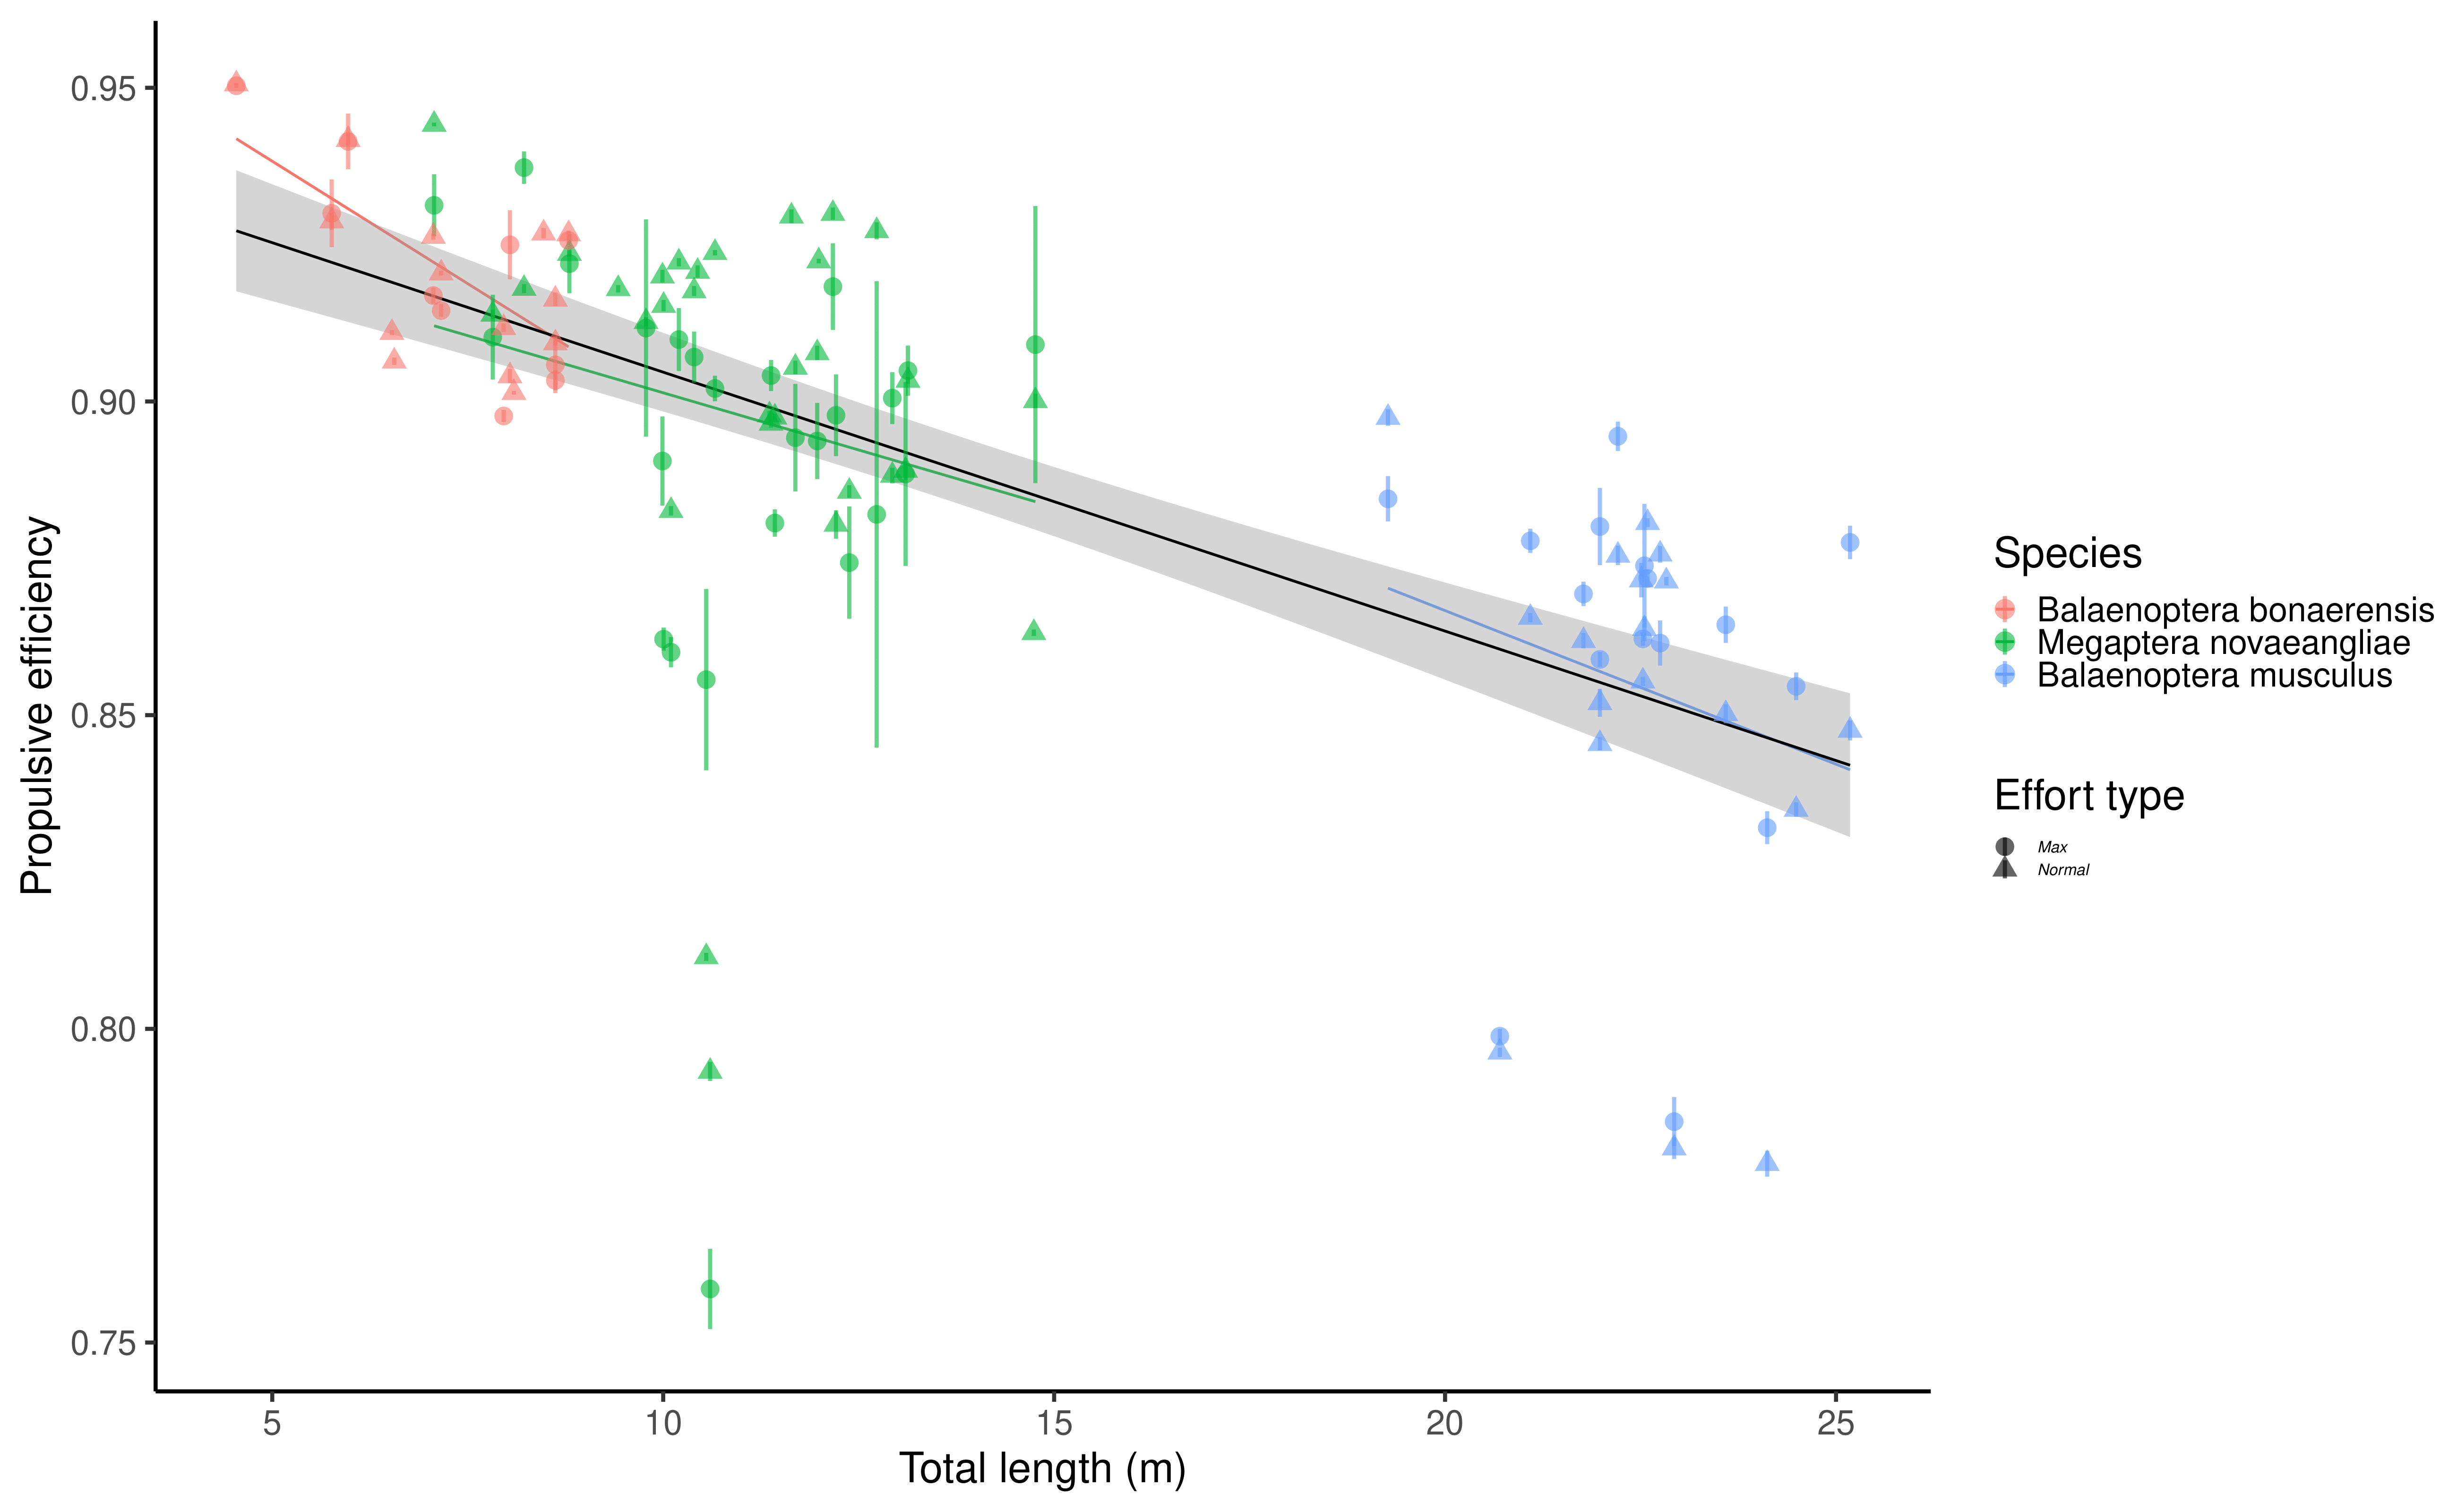 0.95
0.90
0.85
0.80
0.75
Propulsive efficiency
5 10 15 20 25
Total length (m)
Species
Balaenoptera bonaerensis
Megaptera novaeangliae
Balaenoptera musculus
Effort type
Max
Normal